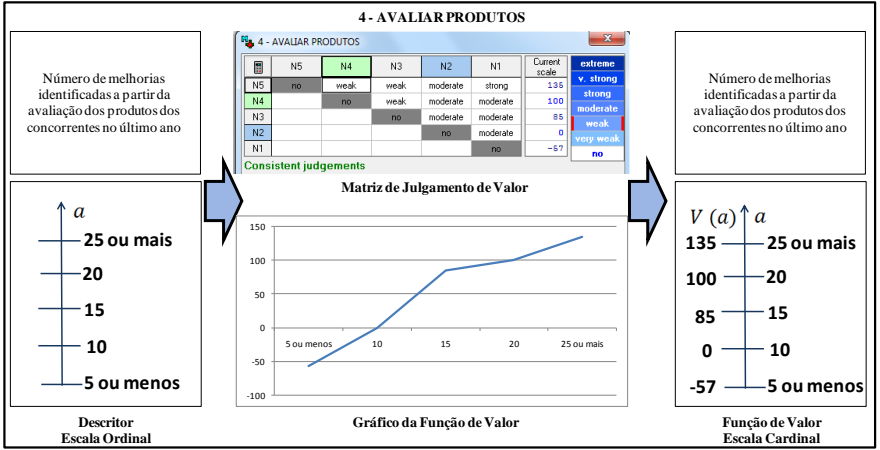 4 - AVALIAR PRODUTOS
Número de melhorias
identificadas a partir da
avaliação dos produtos dos
concorrentes no último ano
a
25 ou mais
20
15
10
5 ou menos
Descritor
Escala Ordinal
4 - AVALIAR PRODUTOS
N5 N4 N3 N2 N1 Current scale
N5 no weak weak moderate strong 135
N4 no weak moderate moderate 100
N3 no moderate moderate 85
N2 no moderate 0
N1 no -57
extreme
v. strong
strong
moderate
weak
very weak
no
Consistent judgements
Matriz de Julgamento de Valor
150
100
50
0
-50
-100
5 ou menos 10 15 20 25 ou mais
Gráfico da Função de Valor
Número de melhorias
identificadas a partir da
avaliação dos produtos dos
concorrentes no último ano
V (a) a
135 25 ou mais
100 20
85 15
0 10
-57 5 ou menos
Função de Valor
Escala Cardinal